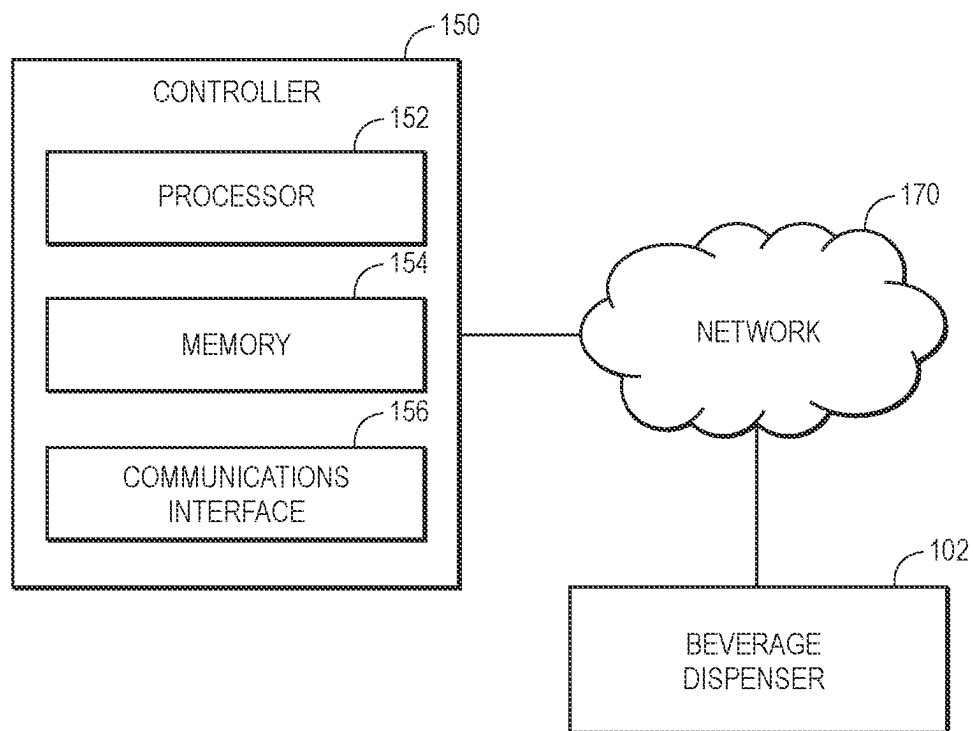 150
CONTROLLER
152
PROCESSOR
170
154
MEMORY
NETWORK
156
COMMUNICATIONS
INTERFACE
102
BEVERAGE
DISPENSER